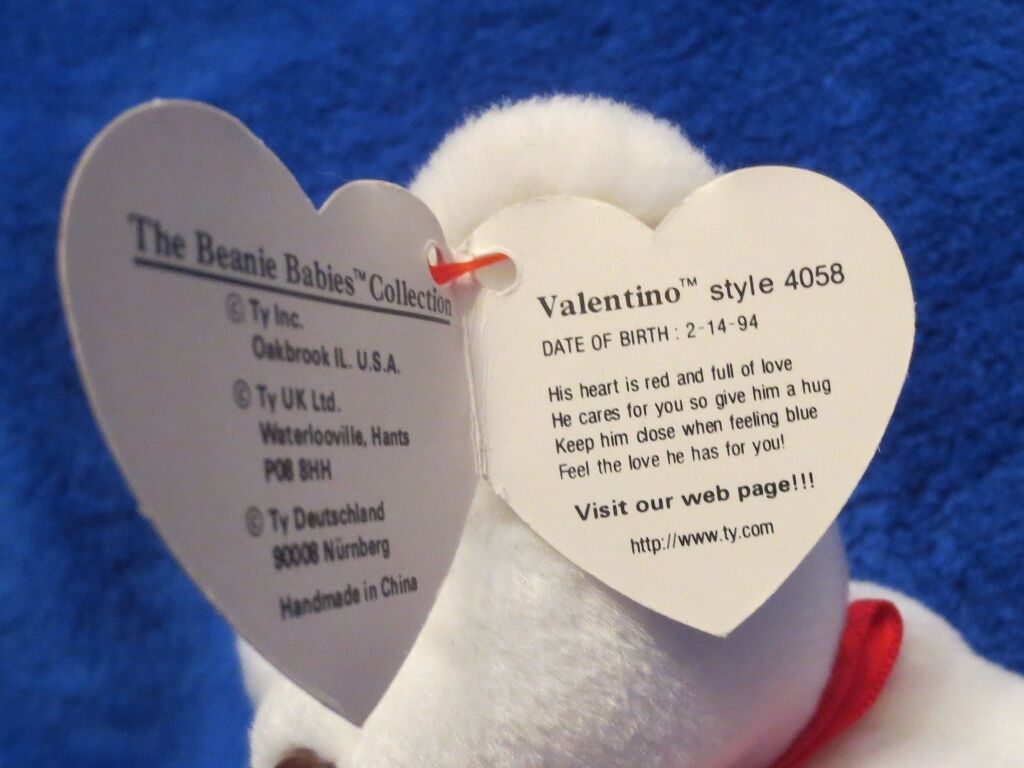 The Beanie Babies™ Collection
© Ty Inc.
Oakbrook IL. U.S.A.
© Ty UK Ltd.
Waterlooville, Hants
P08 8HH
© Ty Deutschland
90008 Nürnberg
Handmade in China
Valentino™ style 4058
DATE OF BIRTH : 2-14-94
His heart is red and full of love
He cares for you so give him a hug
Keep him close when feeling blue
Feel the love he has for you!
Visit our web page!!!
http://www.ty.com